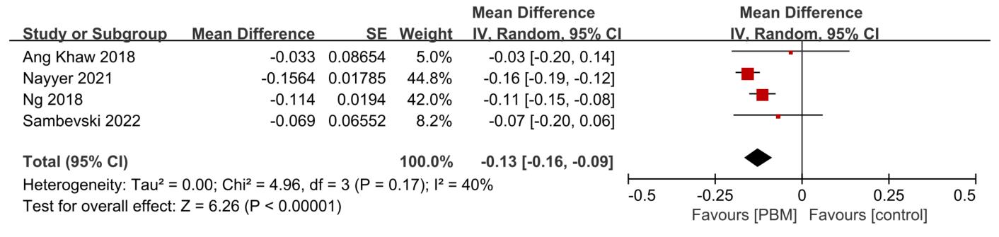 Mean Difference Mean Difference
Study or Subgroup Mean Difference SE Weight IV, Random, 95% CI IV, Random, 95% CI
Ang Khaw 2018 -0.033 0.08654 5.0% -0.03 [-0.20, 0.14]
Nayyer 2021 -0.1564 0.01785 44.8% -0.16 [-0.19, -0.12]
Ng 2018 -0.114 0.0194 42.0% -0.11 [-0.15, -0.08]
Sambevski 2022 -0.069 0.06552 8.2% -0.07 [-0.20, 0.06]
Total (95% CI) 100.0% -0.13 [-0.16, -0.09]
Heterogeneity: Tau² = 0.00; Chi² = 4.96, df = 3 (P = 0.17); I² = 40%
Test for overall effect: Z = 6.26 (P < 0.00001)
-0.5 -0.25 0 0.25 0.5
Favours [PBM] Favours [control]